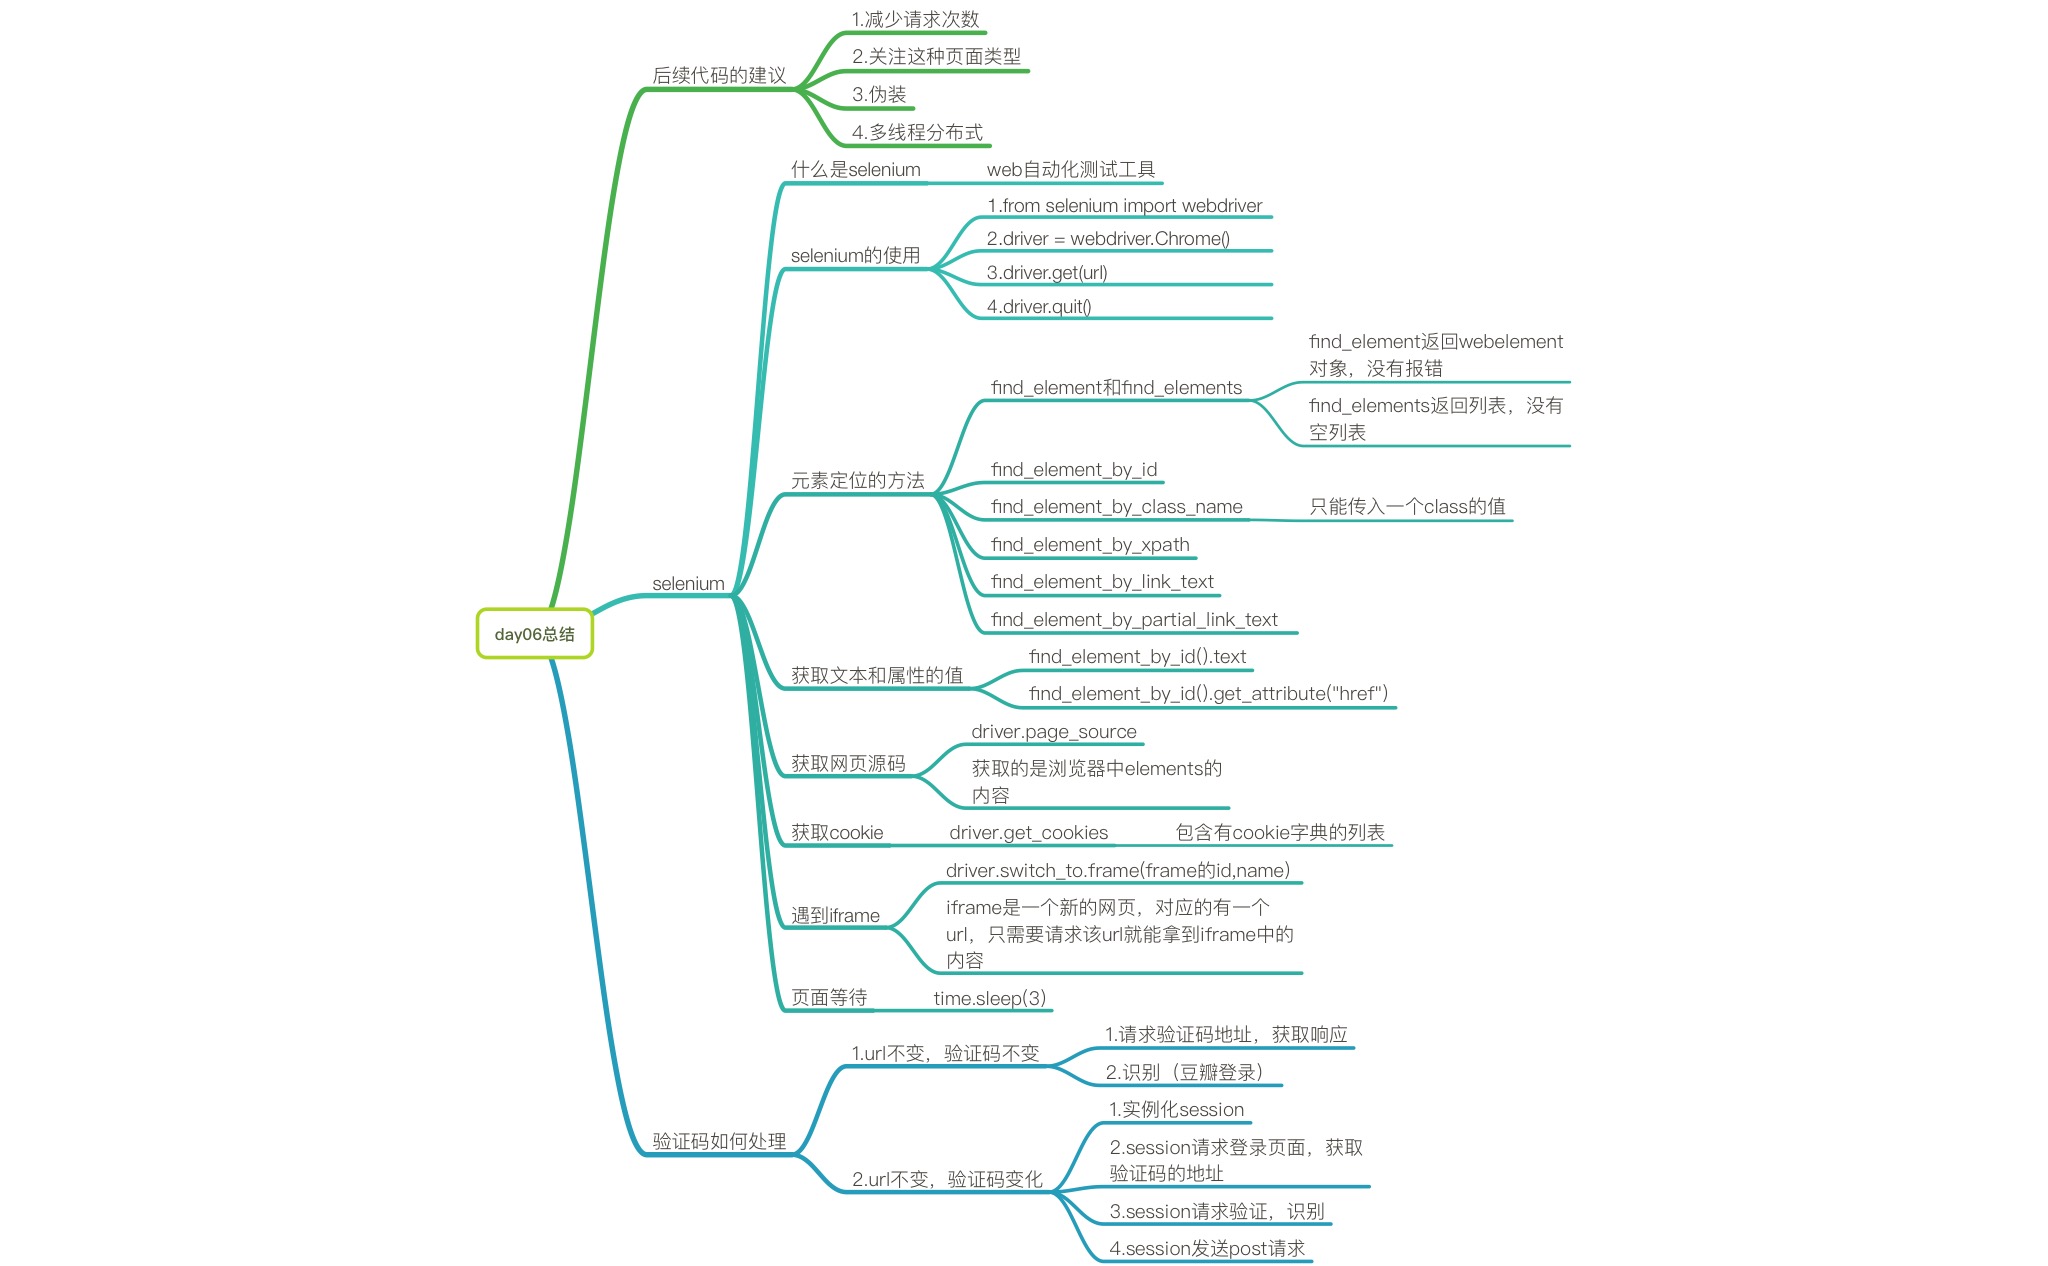 day06总结
后续代码的建议
1.减少请求次数
2.关注这种页面类型
3.伪装
4.多线程分布式
selenium
什么是selenium
web自动化测试工具
selenium的使用
1.from selenium import webdriver
2.driver = webdriver.Chrome()
3.driver.get(url)
4.driver.quit()
元素定位的方法
find_element和find_elements
find_element返回webelement
对象，没有报错
find_elements返回列表，没有
空列表
find_element_by_id
find_element_by_class_name
只能传入一个class的值
find_element_by_xpath
find_element_by_link_text
find_element_by_partial_link_text
获取文本和属性的值
find_element_by_id().text
find_element_by_id().get_attribute("href")
获取网页源码
driver.page_source
获取的是浏览器中elements的
内容
获取cookie
driver.get_cookies
包含有cookie字典的列表
遇到iframe
driver.switch_to.frame(frame的id,name)
iframe是一个新的网页，对应的有一个
url，只需要请求该url就能拿到iframe中的
内容
页面等待
time.sleep(3)
验证码如何处理
1.url不变，验证码不变
1.请求验证码地址，获取响应
2.识别（豆瓣登录）
2.url不变，验证码变化
1.实例化session
2.session请求登录页面，获取
验证码的地址
3.session请求验证，识别
4.session发送post请求